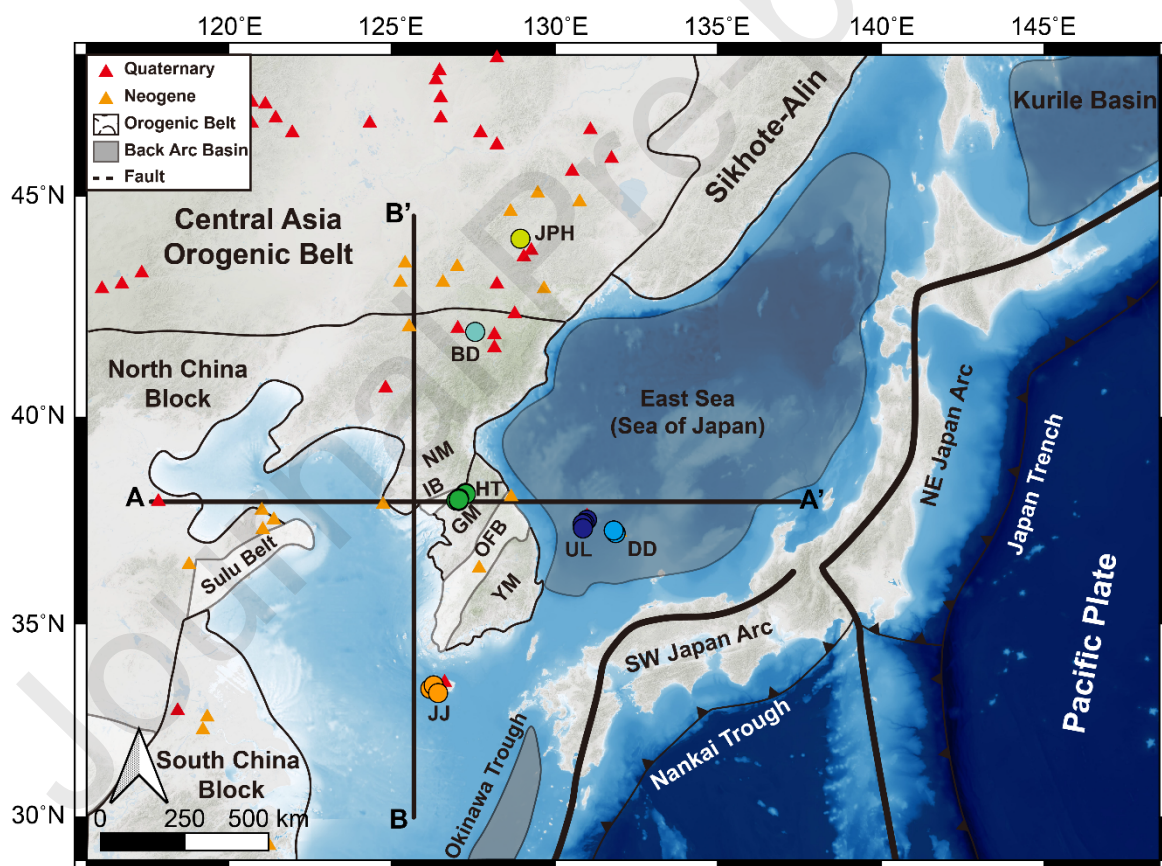 120°E 125°E 130°E 135°E 140°E 145°E
Quaternary
Neogene
Orogenic Belt
Back Arc Basin
Fault
Kurile Basin
Sikhote-Alin
45°N
Central Asia
Orogenic Belt
B'
JPH
BD
North China
Block
40°N
East Sea
(Sea of Japan)
NE Japan Arc
Japan Trench
NM
IB
HT
A
A'
GM
OFB
UL
DD
Sulu Belt
YM
35°N
SW Japan Arc
Pacific Plate
JJ
Nankai Trough
Okinawa Trough
South China
Block
30°N
B
0 250 500 km
Journal Pre-p